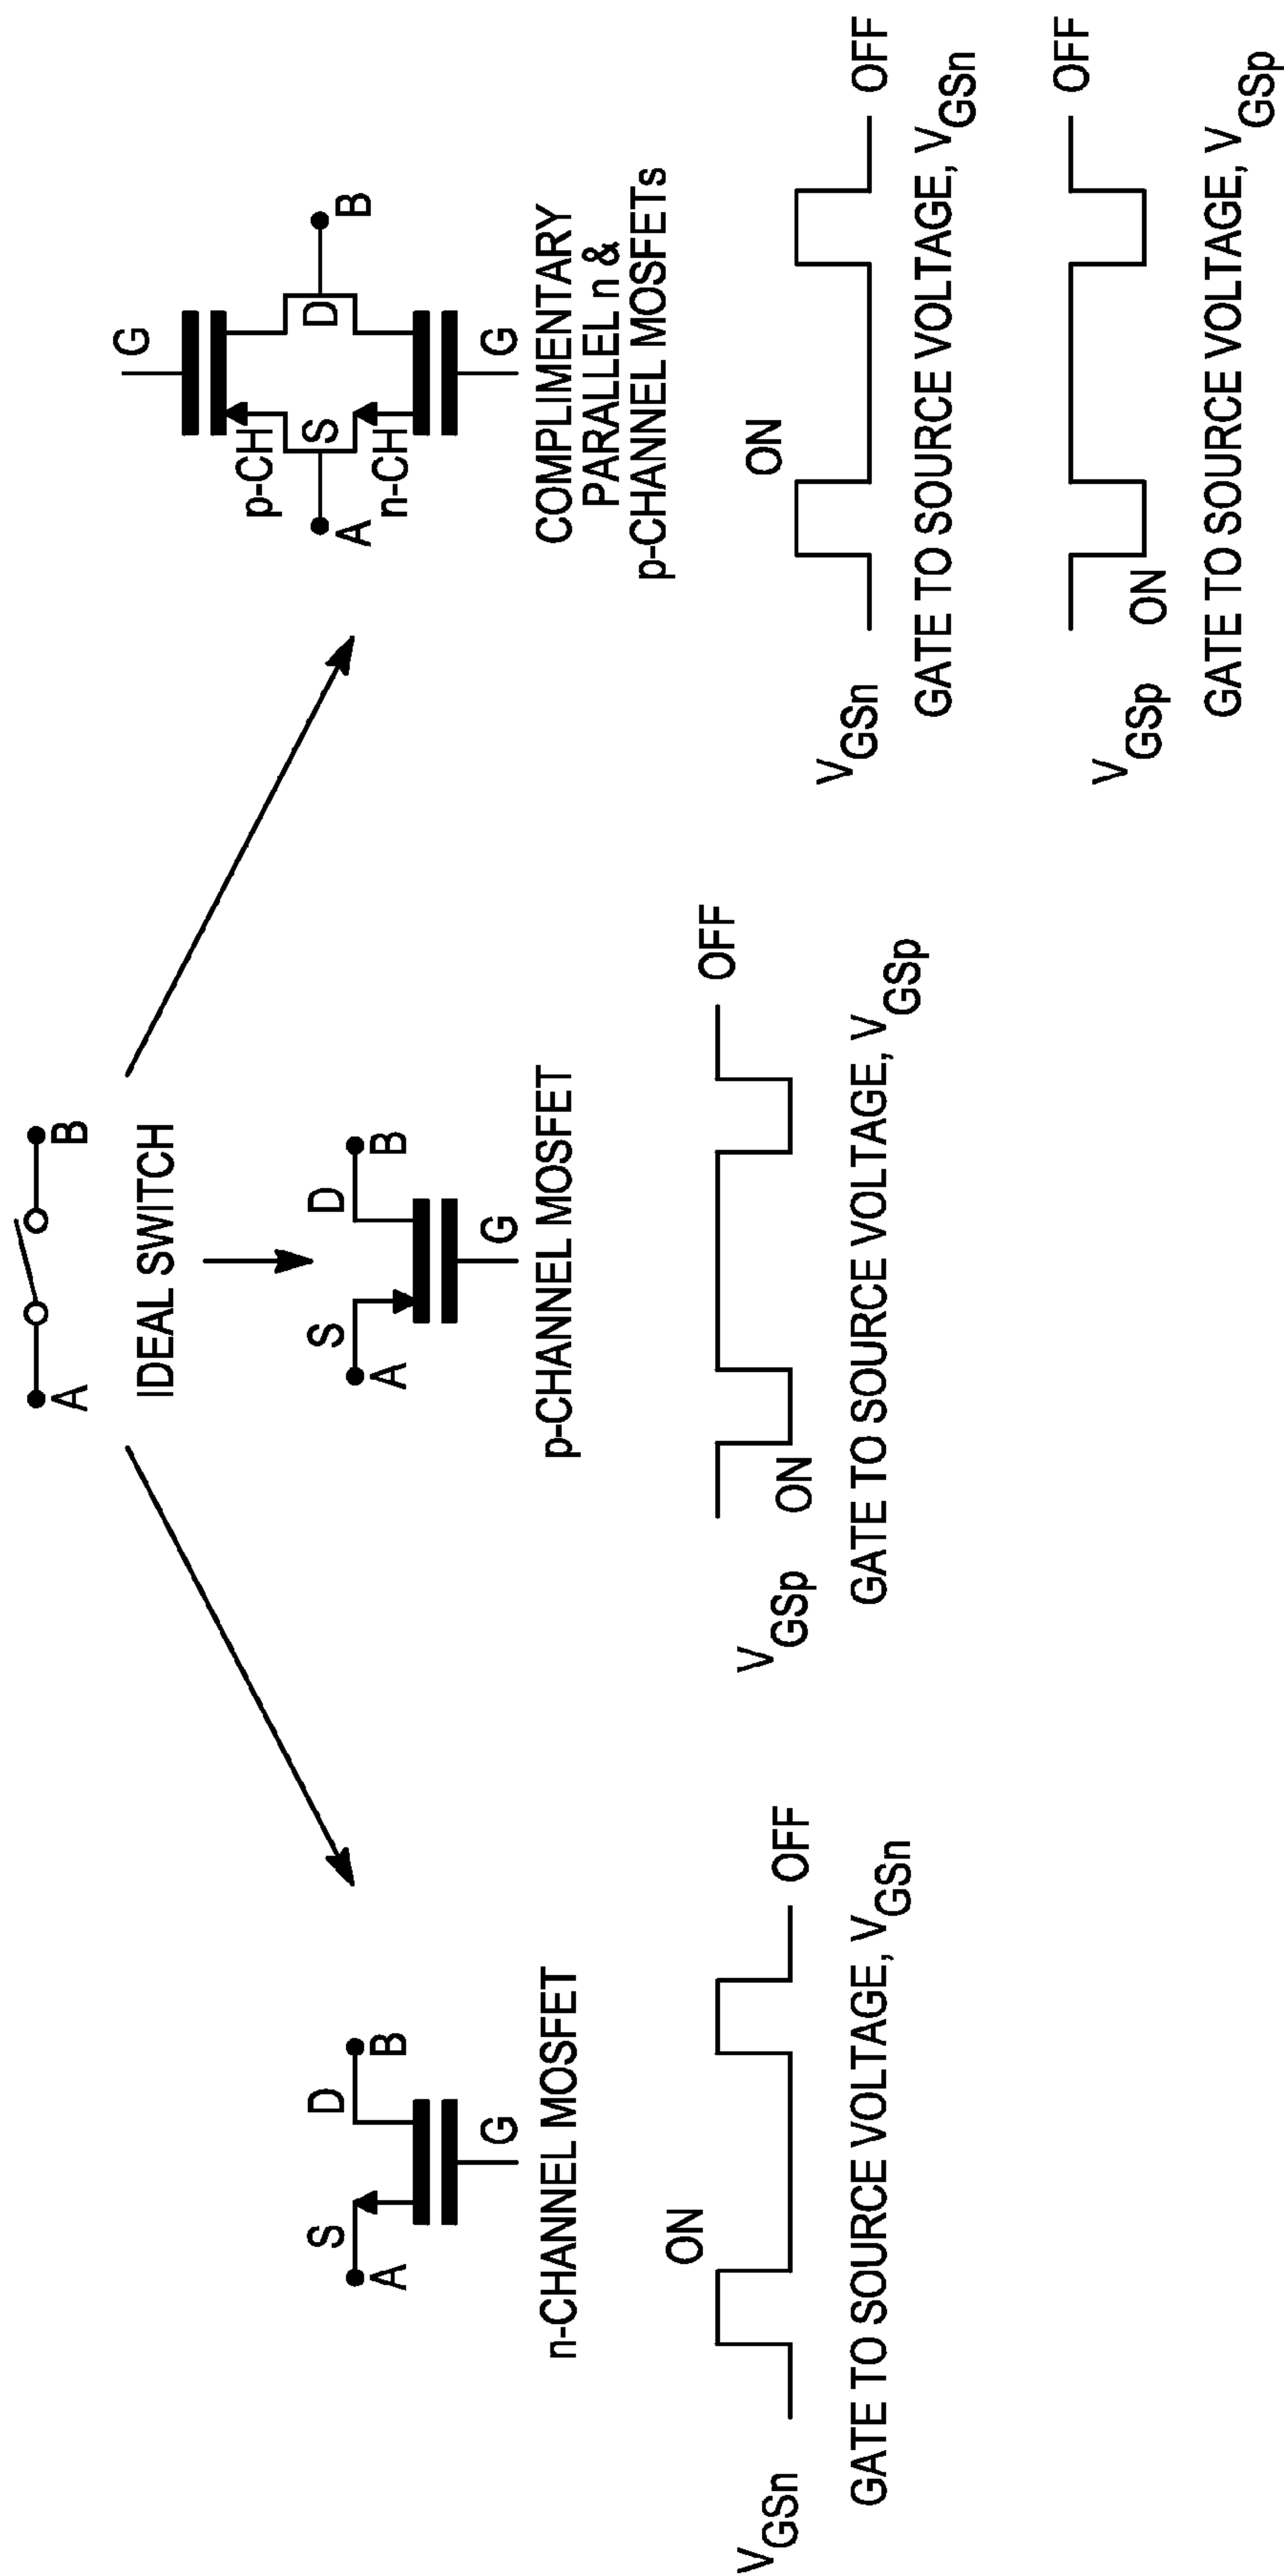 A B
IDEAL SWITCH
S D
A B
G
n-CHANNEL MOSFET
ON
VGSn OFF
GATE TO SOURCE VOLTAGE, VGSn
S D
A B
G
p-CHANNEL MOSFET
OFF
VGSp ON
GATE TO SOURCE VOLTAGE, VGSp
G
p-CH
A S D B
n-CH
G
COMPLIMENTARY
PARALLEL n &
p-CHANNEL MOSFETs
ON
VGSn OFF
GATE TO SOURCE VOLTAGE, VGSn
OFF
VGSp ON
GATE TO SOURCE VOLTAGE, VGSp